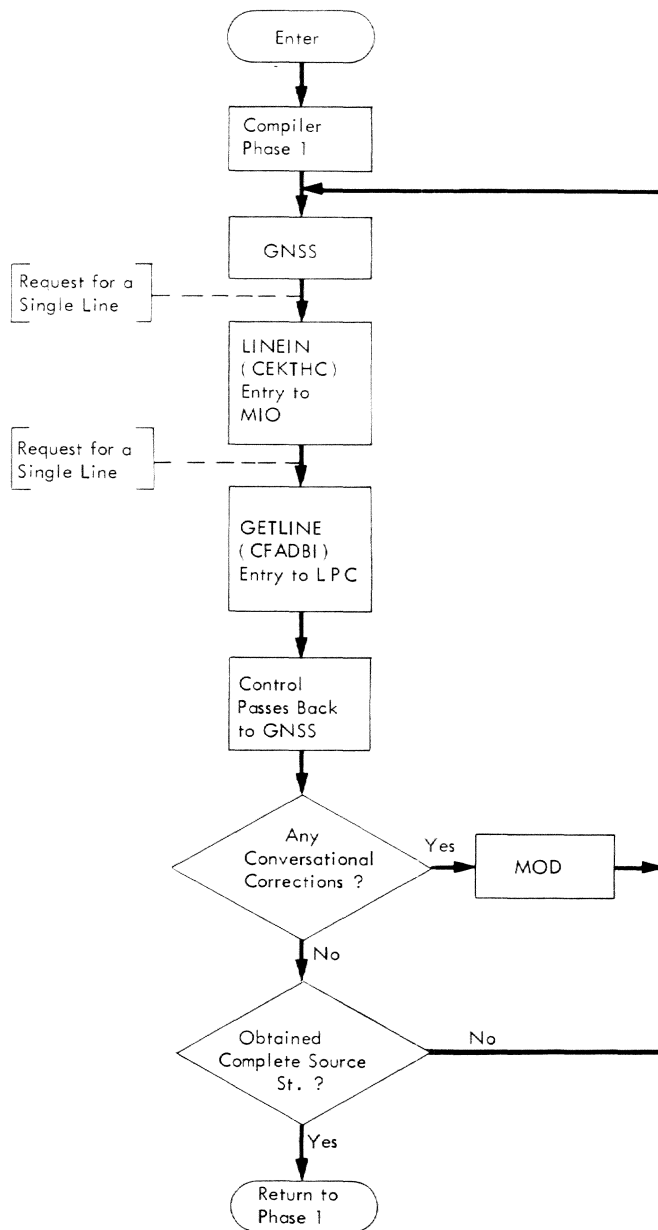 Enter
Compiler
Phase 1
GNSS
Request for a
Single Line
LINEIN
(CEKTHC)
Entry to
MIO
Request for a
Single Line
GETLINE
(CFADBI)
Entry to LPC
Control
Passes Back
to GNSS
Any
Conversational
Corrections ?
Yes
MOD
No
Obtained
Complete Source
St. ?
No
Yes
Return to
Phase 1